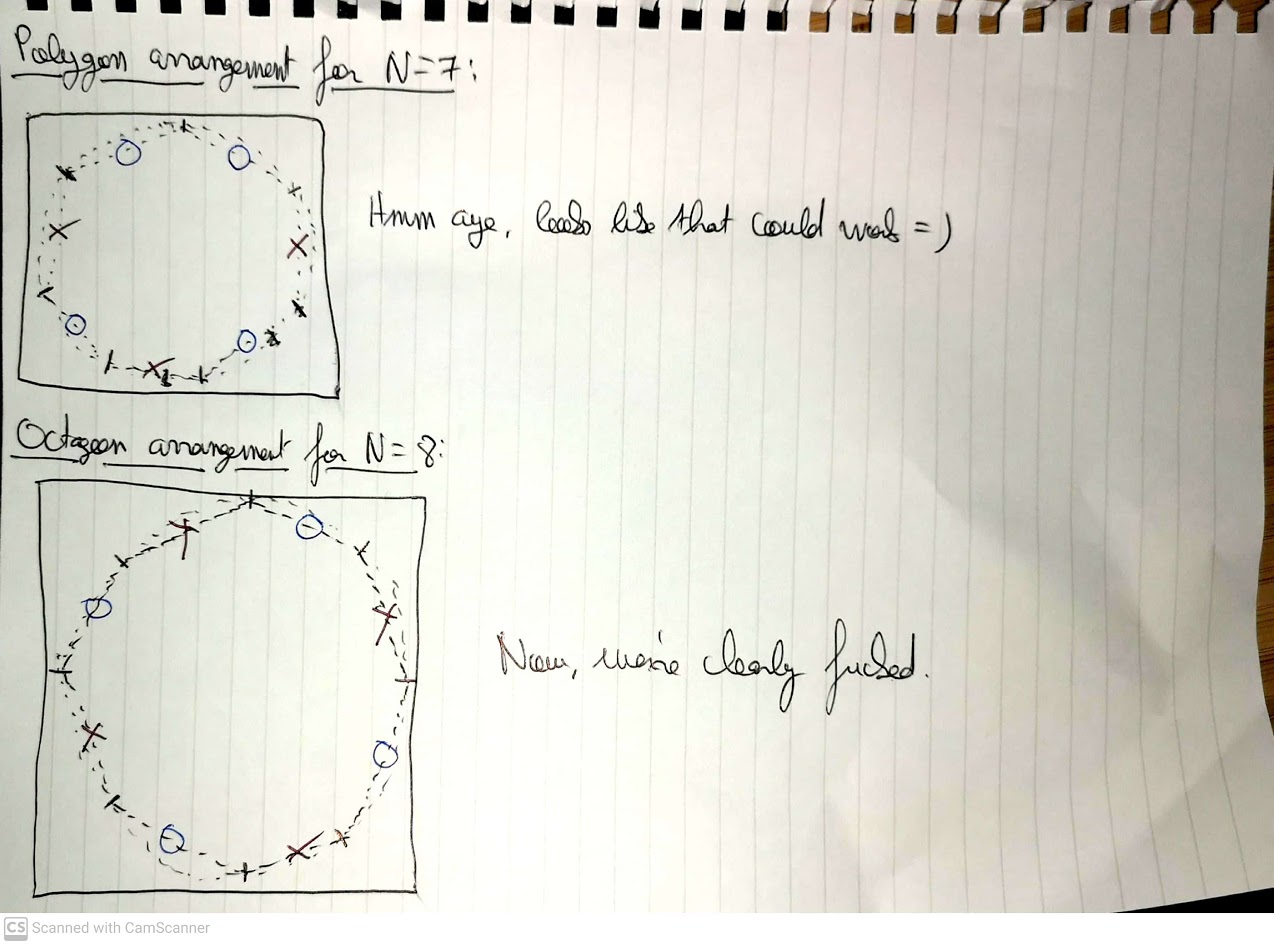 Polygon arrangement for N=7:
Hmm aye, looks like that could work =)
Octagon arrangement for N=8:
Now, we're clearly fucked.
CS Scanned with CamScanner